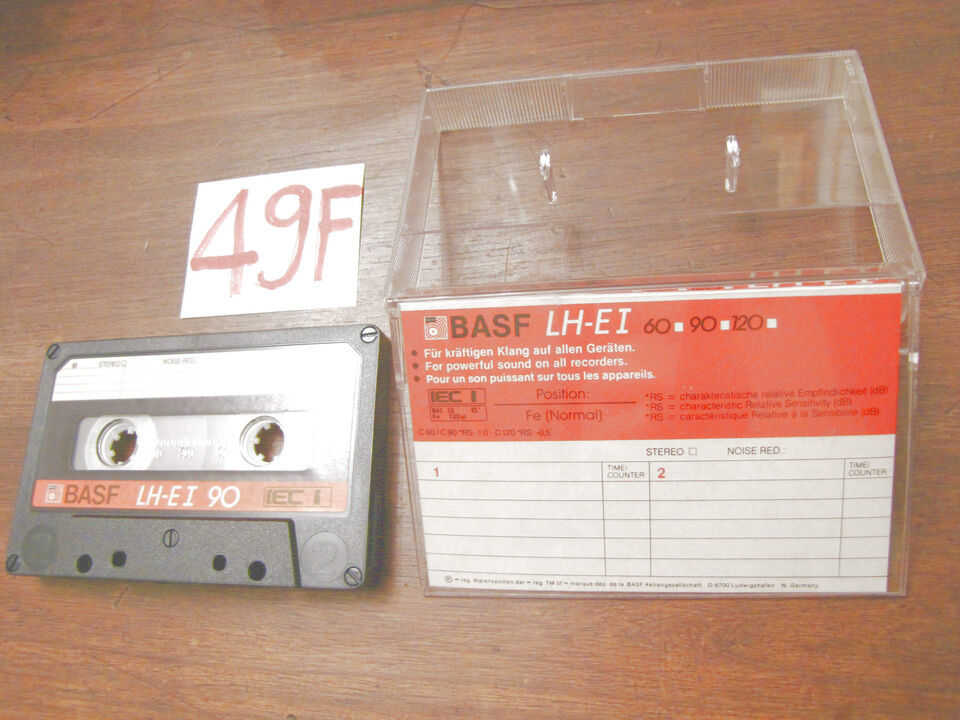 49F
STEREO □
NOISE RED.
BASF LH-E I 90 IEC I
2
BASF LH-E I 60 ■ 90 ■ 120 ■
• Für kräftigen Klang auf allen Geräten.
• For powerful sound on all recorders.
• Pour un son puissant sur tous les appareils.
IEC I
Position:
Fe (Normal)
*RS = charakteristische relative Empfindlichkeit (dB)
*RS = characteristic Relative Sensitivity (dB)
*RS = caractéristique Relative à la Sensibilité (dB)
C 60 / C 90 *RS. ±0 · C 120 *RS. -0,5
STEREO □ NOISE RED.:
1 TIME/COUNTER 2 TIME/COUNTER
® = reg. Warenzeichen der = reg. TM of = marque dép. de la BASF Aktiengesellschaft D-6700 Ludwigshafen W. Germany